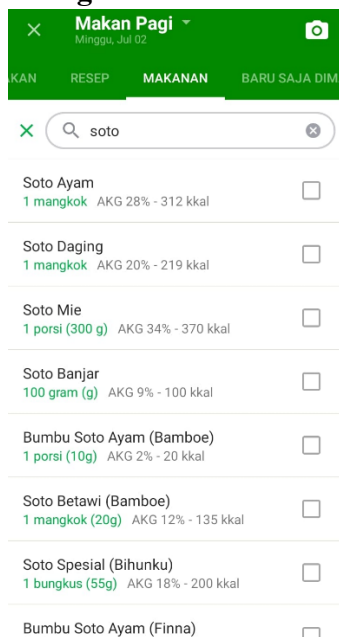 Makan Pagi
Minggu, Jul 02
KAN RESEP MAKANAN BARU SAJA DIM
soto
Soto Ayam
1 mangkok AKG 28% - 312 kkal
Soto Daging
1 mangkok AKG 20% - 219 kkal
Soto Mie
1 porsi (300 g) AKG 34% - 370 kkal
Soto Banjar
100 gram (g) AKG 9% - 100 kkal
Bumbu Soto Ayam (Bamboe)
1 porsi (10g) AKG 2% - 20 kkal
Soto Betawi (Bamboe)
1 mangkok (20g) AKG 12% - 135 kkal
Soto Spesial (Bihunku)
1 bungkus (55g) AKG 18% - 200 kkal
Bumbu Soto Ayam (Finna)